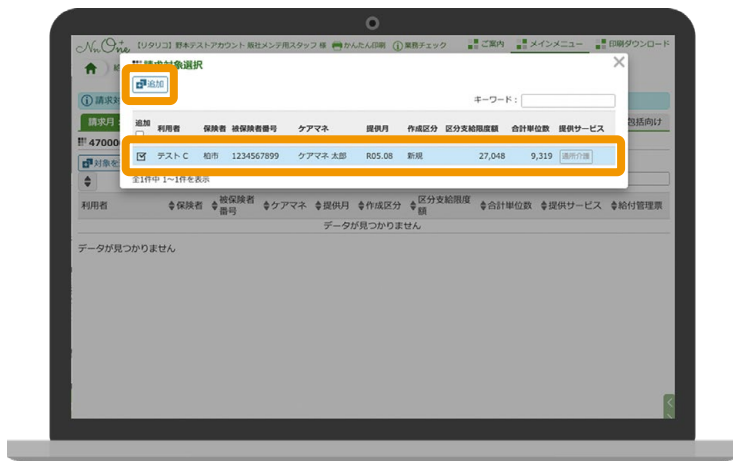 NnOne+ 【リタリコ】野本テストアカウント 販社メンテ用スタッフ 様 かんたん印刷 業務チェック ご案内 メインメニュー 印刷ダウンロード
請求対象選択
追加
キーワード：
請求対
請求月：
包括向け
追加 利用者 保険者 被保険者番号 ケアマネ 提供月 作成区分 区分支給限度額 合計単位数 提供サービス
47000
テスト C 柏市 1234567899 ケアマネ 太郎 R05.08 新規 27,048 9,319 通所介護
対象を
全1件中 1～1件を表示
利用者 保険者 被保険者番号 ケアマネ 提供月 作成区分 区分支給限度額 合計単位数 提供サービス 給付管理票
データが見つかりません
データが見つかりません